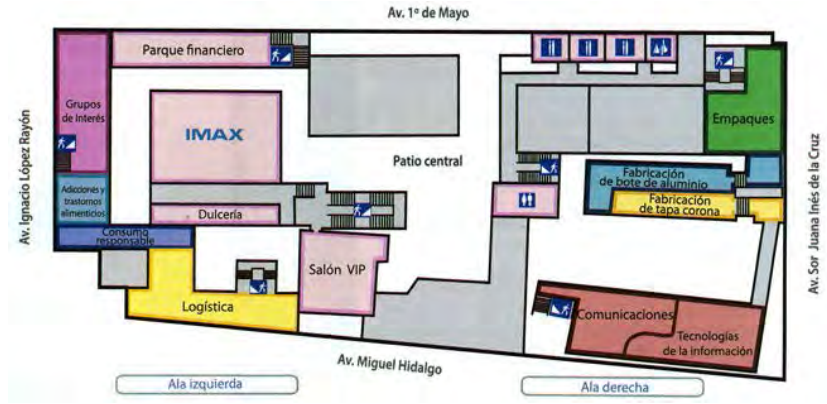 Av. 1º de Mayo
Parque financiero
Grupos
de Interés
IMAX
Empaques
Patio central
Fabricación
de bote de aluminio
Fabricación
de tapa corona
Adicciones y
trastornos
alimenticios
Dulcería
Consumo
responsable
Salón VIP
Logística
Comunicaciones
Tecnologías
de la información
Av. Ignacio López Rayón
Av. Sor Juana Inés de la Cruz
Av. Miguel Hidalgo
Ala izquierda
Ala derecha